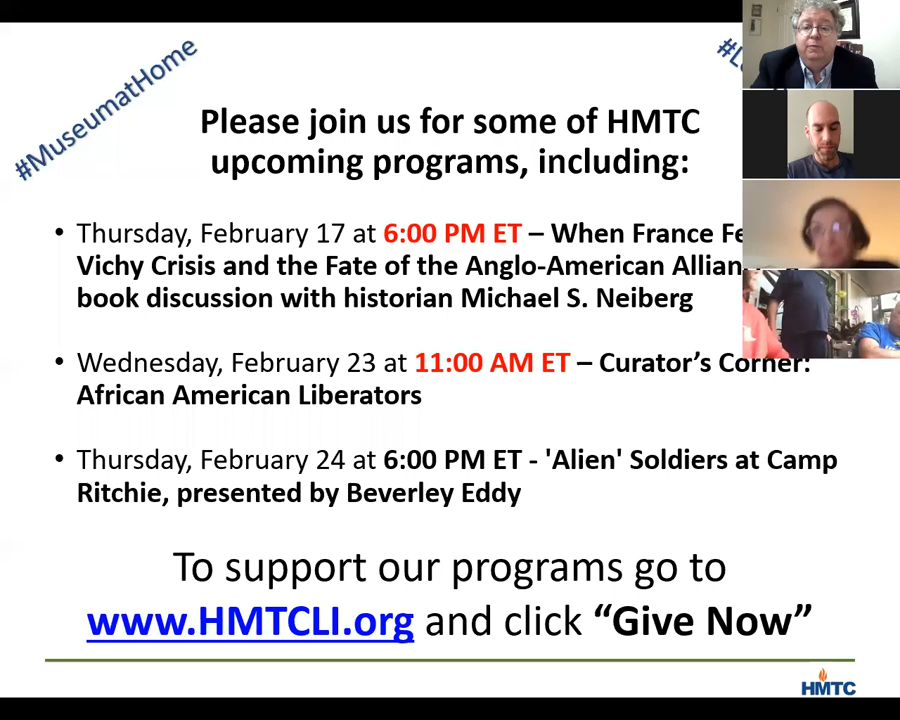 #MuseumatHome
Please join us for some of HMTC
upcoming programs, including:
• Thursday, February 17 at 6:00 PM ET – When France Fe
Vichy Crisis and the Fate of the Anglo-American Allian
book discussion with historian Michael S. Neiberg
• Wednesday, February 23 at 11:00 AM ET – Curator’s Corner:
African American Liberators
• Thursday, February 24 at 6:00 PM ET - 'Alien' Soldiers at Camp
Ritchie, presented by Beverley Eddy
To support our programs go to
www.HMTCLI.org and click “Give Now”
HMTC